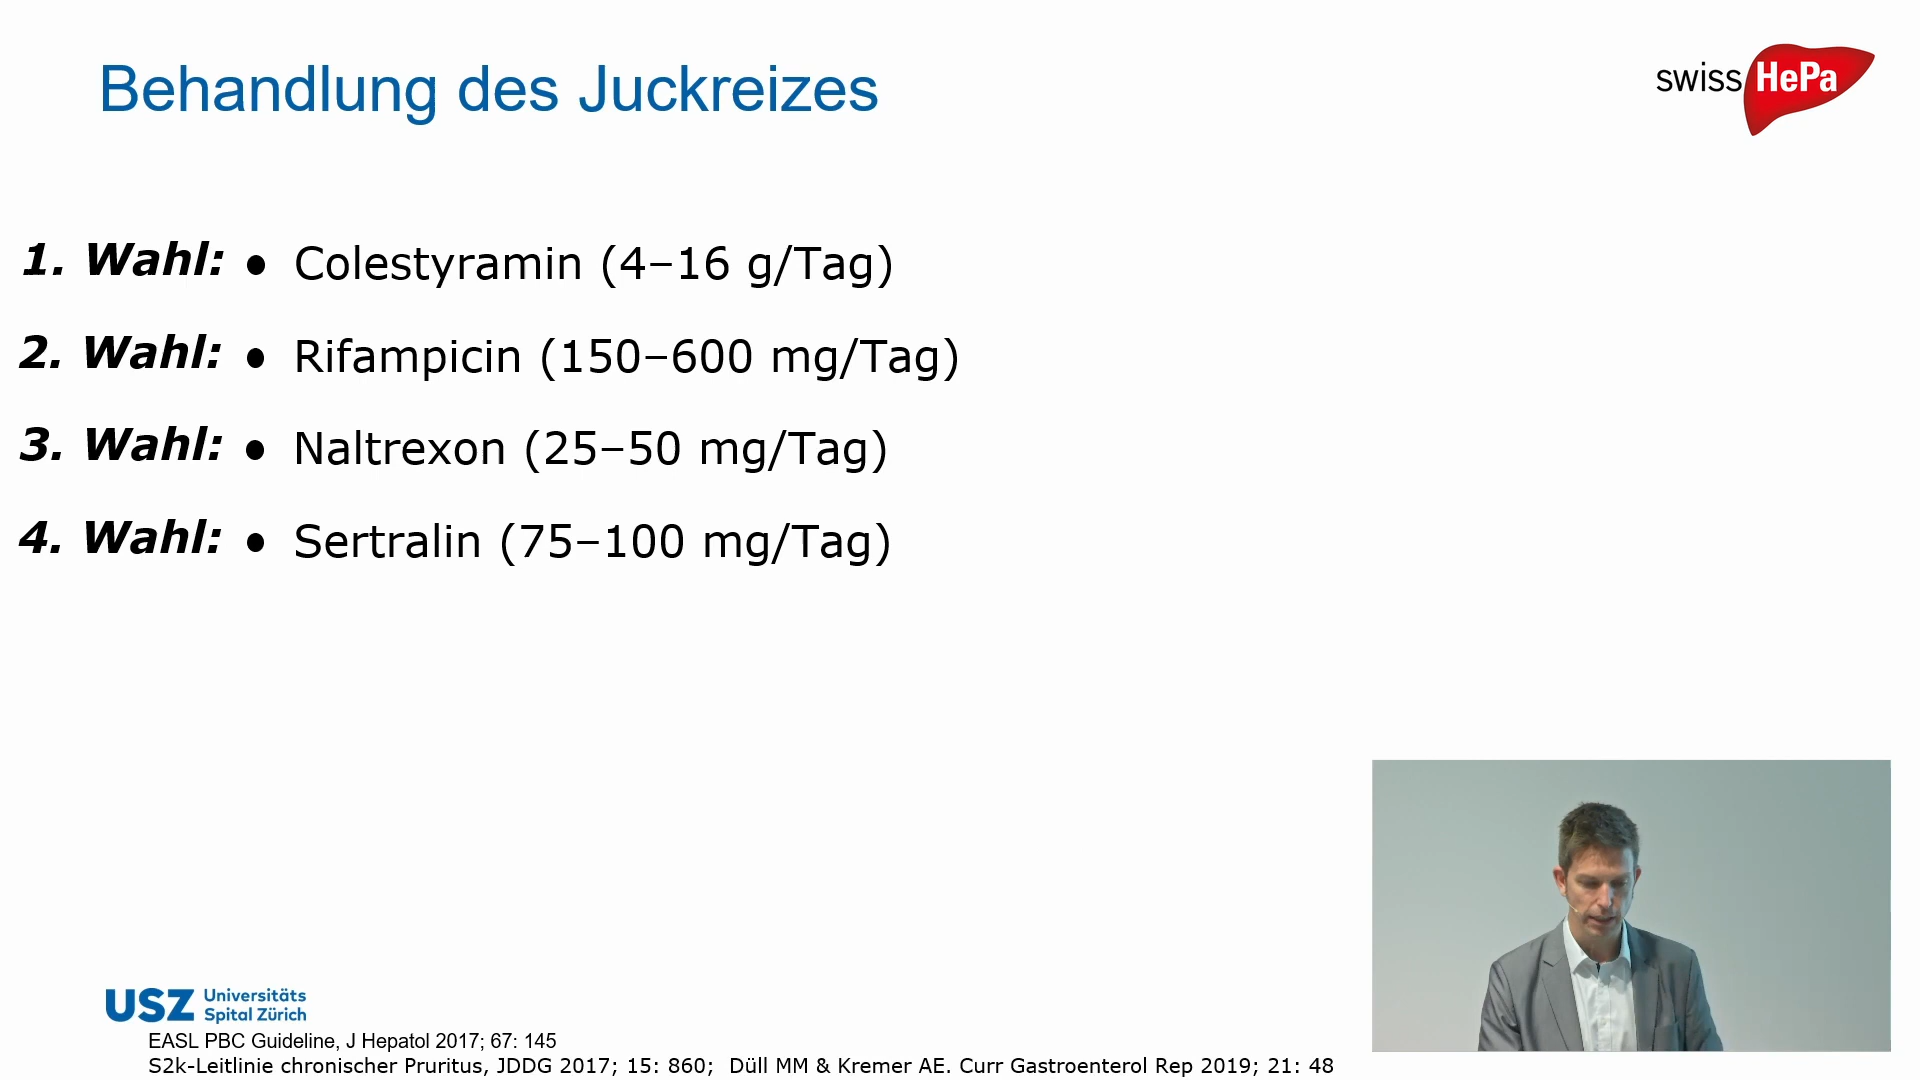 Behandlung des Juckreizes
swiss HePa
1. Wahl: • Colestyramin (4–16 g/Tag)
2. Wahl: • Rifampicin (150–600 mg/Tag)
3. Wahl: • Naltrexon (25–50 mg/Tag)
4. Wahl: • Sertralin (75–100 mg/Tag)
USZ Universitäts
Spital Zürich
EASL PBC Guideline, J Hepatol 2017; 67: 145
S2k-Leitlinie chronischer Pruritus, JDDG 2017; 15: 860; Düll MM & Kremer AE. Curr Gastroenterol Rep 2019; 21: 48